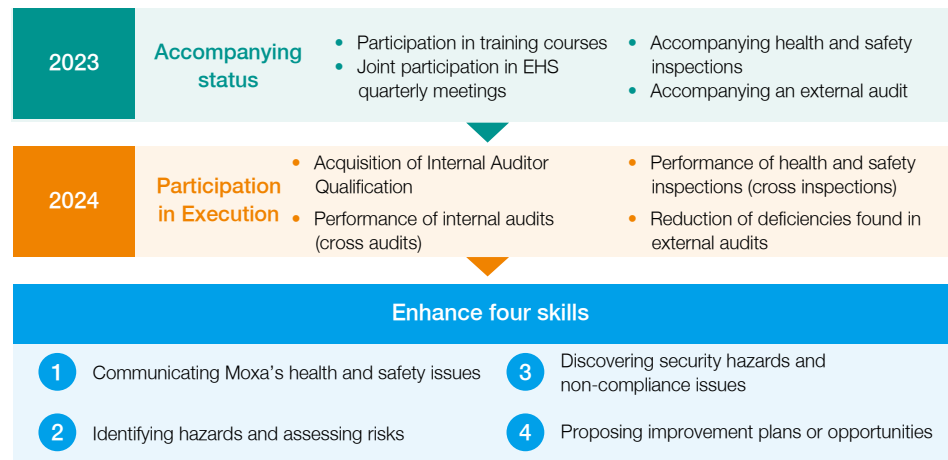 2023
Accompanying
status
• Participation in training courses
• Joint participation in EHS
quarterly meetings
• Accompanying health and safety
inspections
• Accompanying an external audit
2024
Participation
in Execution
• Acquisition of Internal Auditor
Qualification
• Performance of internal audits
(cross audits)
• Performance of health and safety
inspections (cross inspections)
• Reduction of deficiencies found in
external audits
Enhance four skills
1 Communicating Moxa's health and safety issues
2 Identifying hazards and assessing risks
3 Discovering security hazards and
non-compliance issues
4 Proposing improvement plans or opportunities